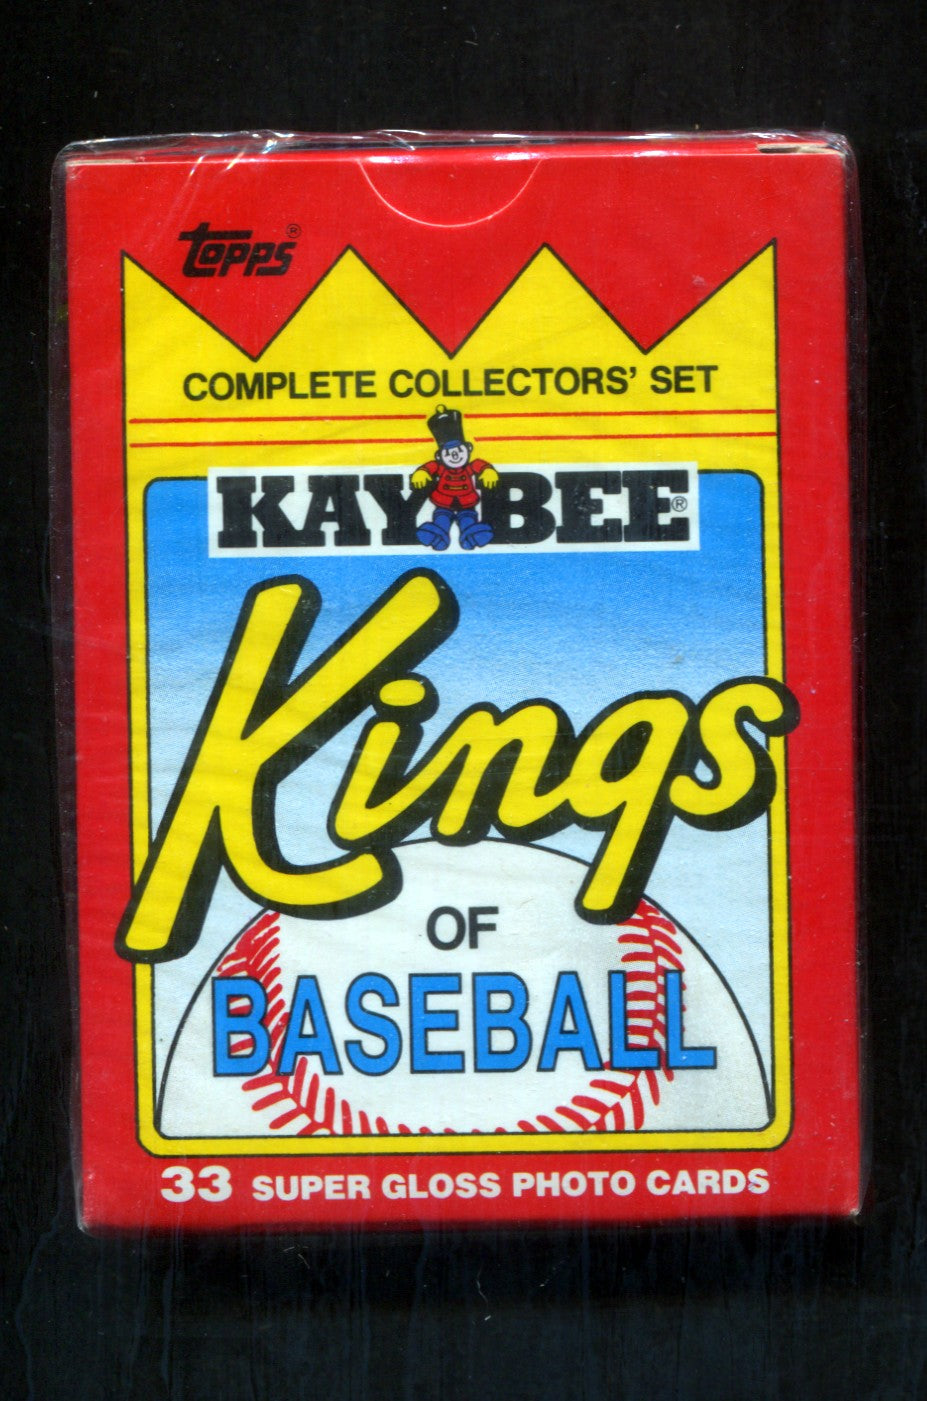 topps®
COMPLETE COLLECTORS' SET
KAY BEE®
Kings
OF
BASEBALL
33 SUPER GLOSS PHOTO CARDS